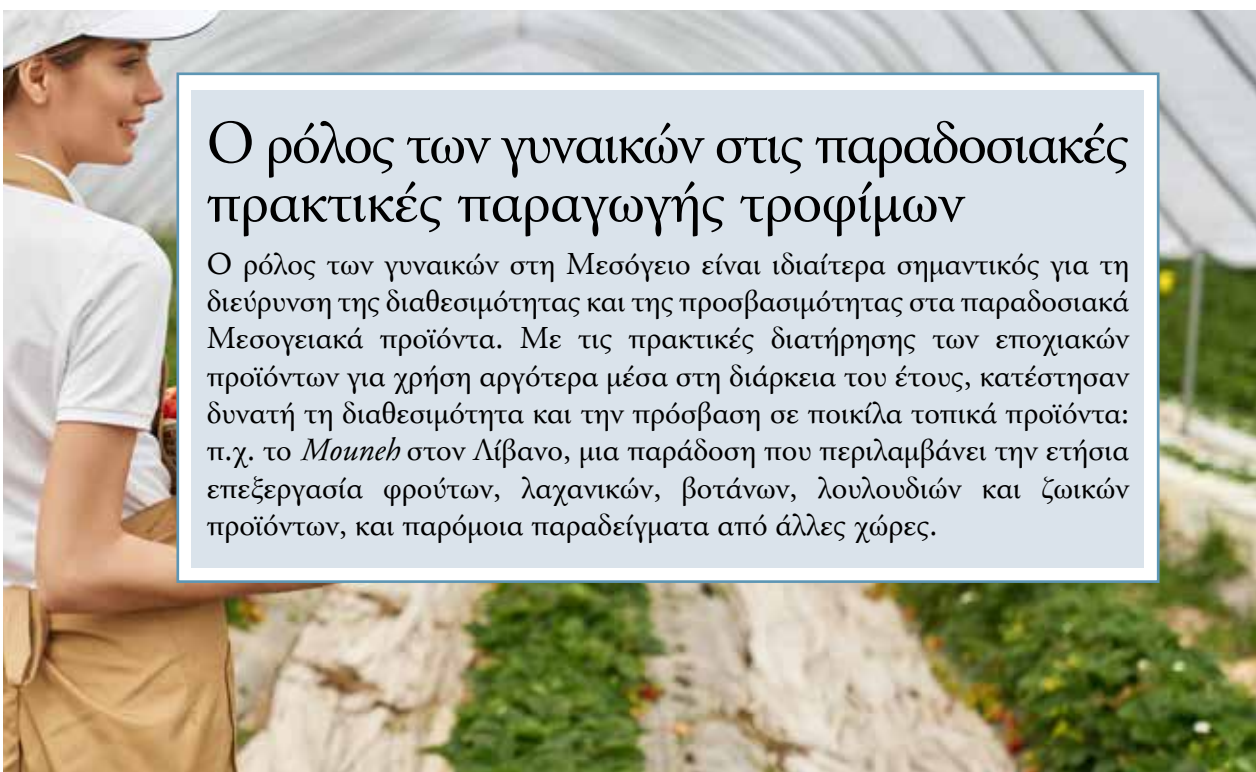 Ο ρόλος των γυναικών στις παραδοσιακές
πρακτικές παραγωγής τροφίμων
Ο ρόλος των γυναικών στη Μεσόγειο είναι ιδιαίτερα σημαντικός για τη
διεύρυνση της διαθεσιμότητας και της προσβασιμότητας στα παραδοσιακά
Μεσογειακά προϊόντα. Με τις πρακτικές διατήρησης των εποχιακών
προϊόντων για χρήση αργότερα μέσα στη διάρκεια του έτους, κατέστησαν
δυνατή τη διαθεσιμότητα και την πρόσβαση σε ποικίλα τοπικά προϊόντα:
π.χ. το Mouneh στον Λίβανο, μια παράδοση που περιλαμβάνει την ετήσια
επεξεργασία φρούτων, λαχανικών, βοτάνων, λουλουδιών και ζωικών
προϊόντων, και παρόμοια παραδείγματα από άλλες χώρες.